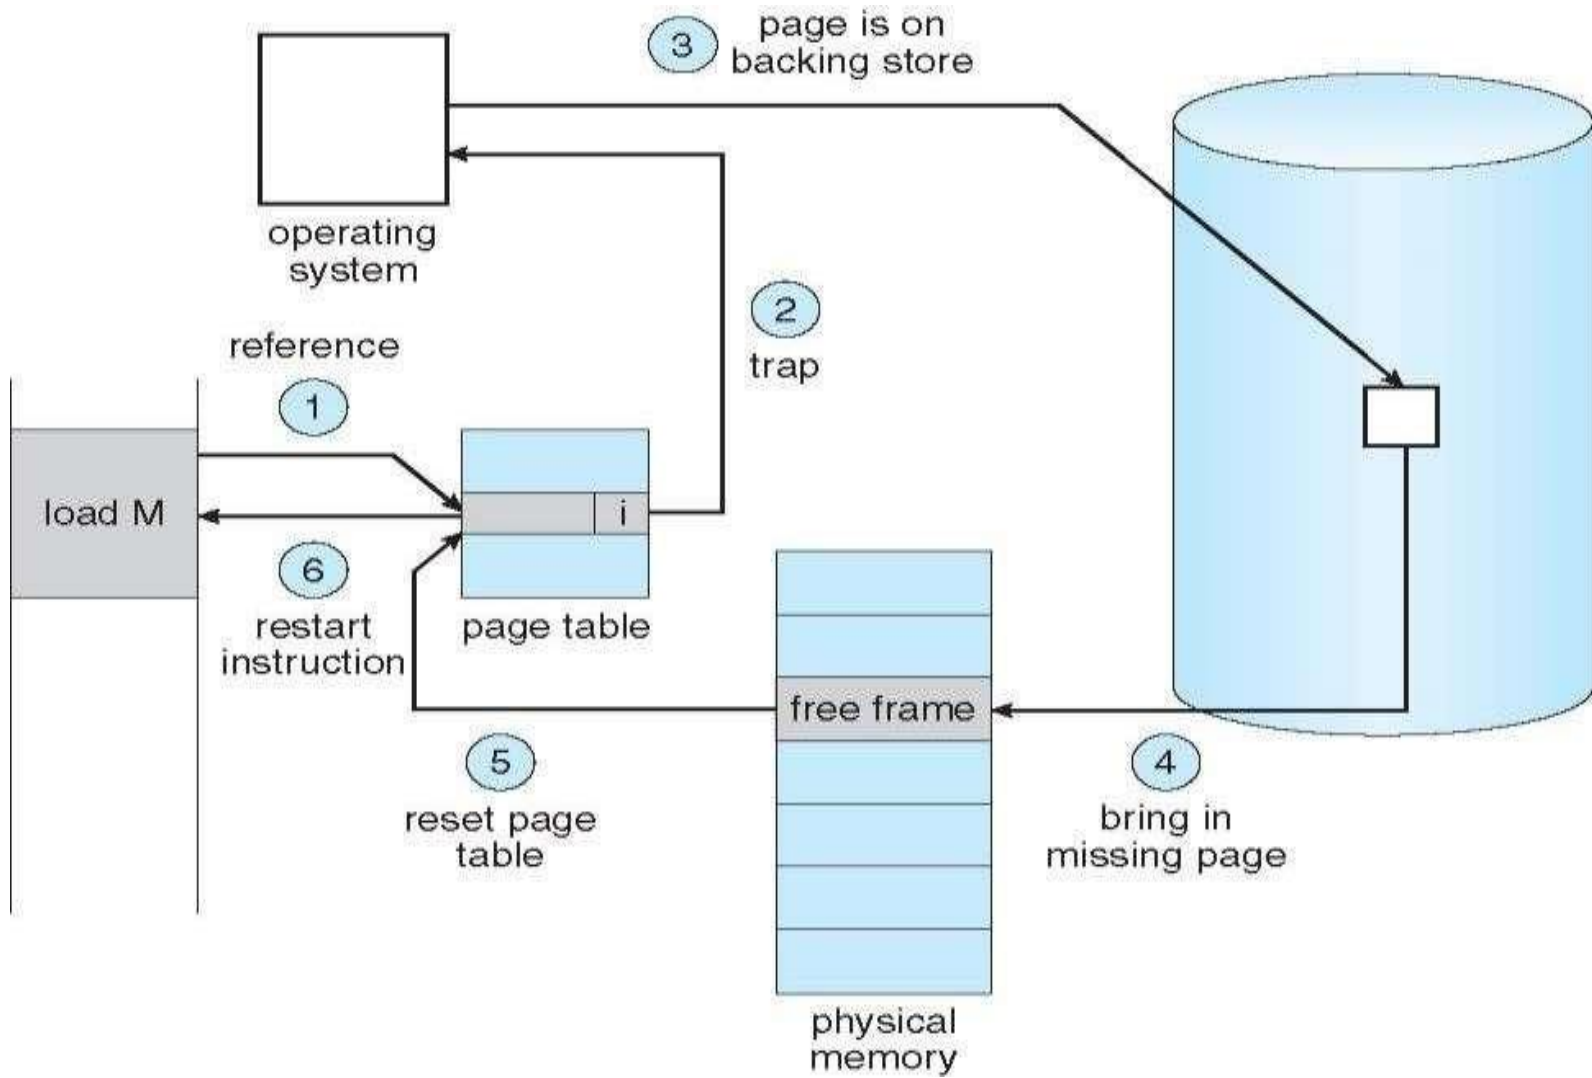 3
page is on
backing store
operating
system
2
trap
reference
1
load M
i
6
restart
instruction
page table
free frame
5
reset page
table
4
bring in
missing page
physical
memory